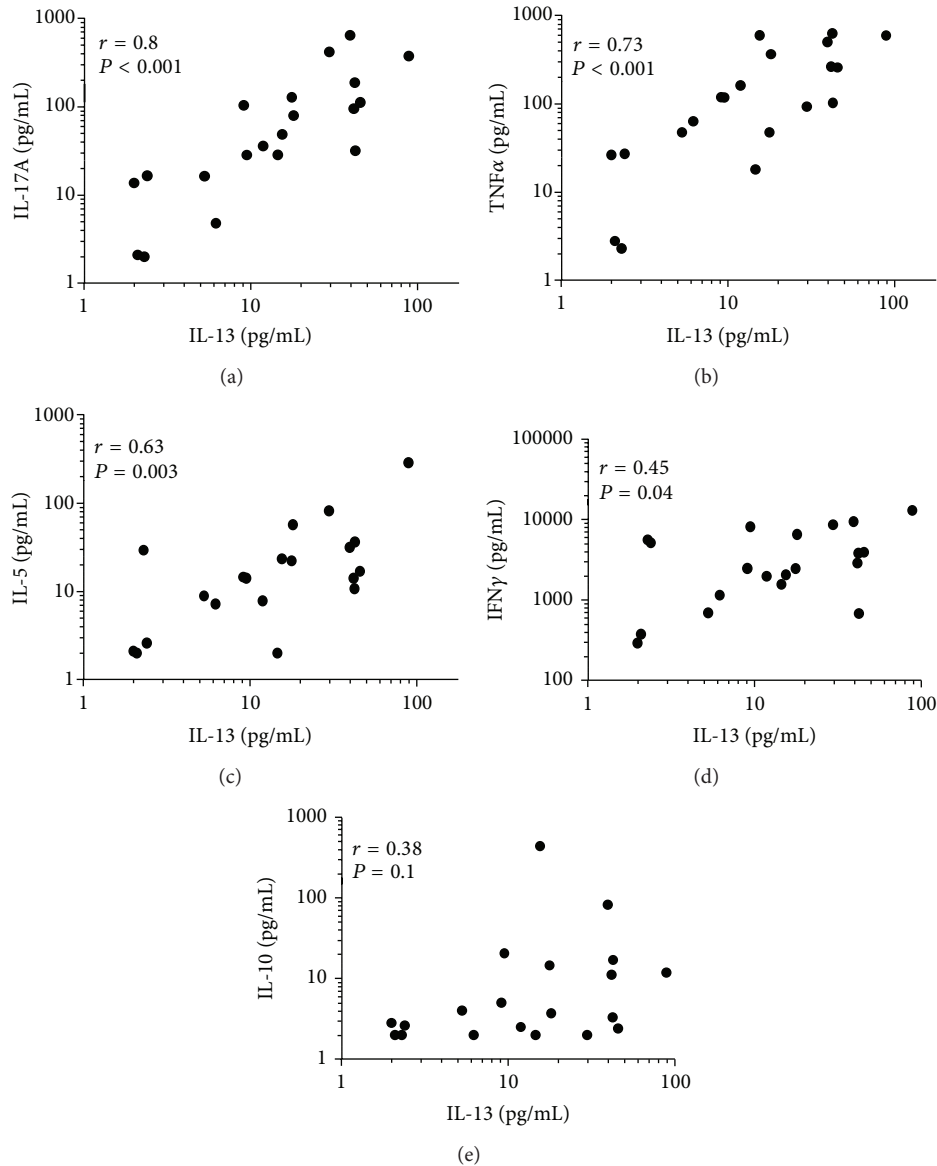 1000
100
10
1
IL-17A (pg/mL)
r = 0.8
P < 0.001
1
10
100
IL-13 (pg/mL)
(a)
1000
100
10
1
TNFα (pg/mL)
r = 0.73
P < 0.001
1
10
100
IL-13 (pg/mL)
(b)
1000
100
10
1
IL-5 (pg/mL)
r = 0.63
P = 0.003
1
10
100
IL-13 (pg/mL)
(c)
100000
10000
1000
100
IFNγ (pg/mL)
r = 0.45
P = 0.04
1
10
100
IL-13 (pg/mL)
(d)
1000
100
10
1
IL-10 (pg/mL)
r = 0.38
P = 0.1
1
10
100
IL-13 (pg/mL)
(e)